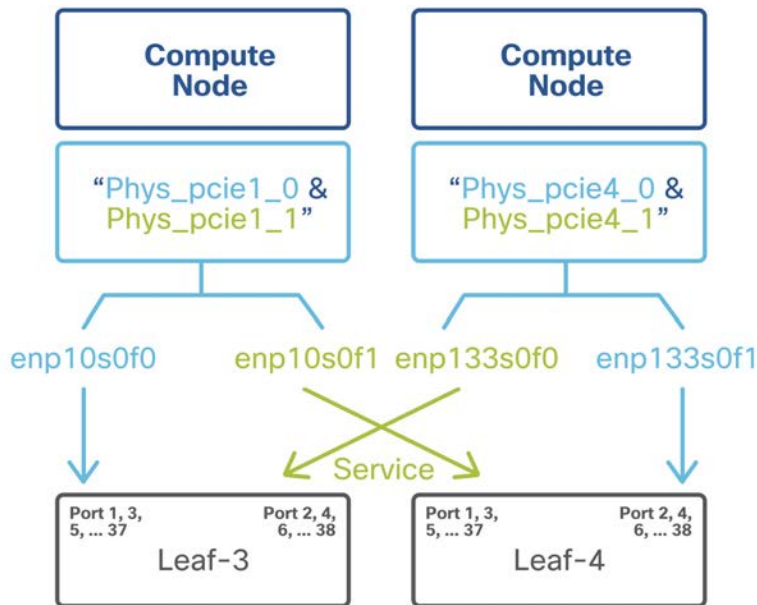 Compute
Node
Compute
Node
“Phys_pcie1_0 &
Phys_pcie1_1”
“Phys_pcie4_0 &
Phys_pcie4_1”
enp10s0f0
enp10s0f1
enp133s0f0
enp133s0f1
Service
Port 1, 3,
5, ... 37
Port 2, 4,
6, ... 38
Leaf-3
Port 1, 3,
5, ... 37
Port 2, 4,
6, ... 38
Leaf-4